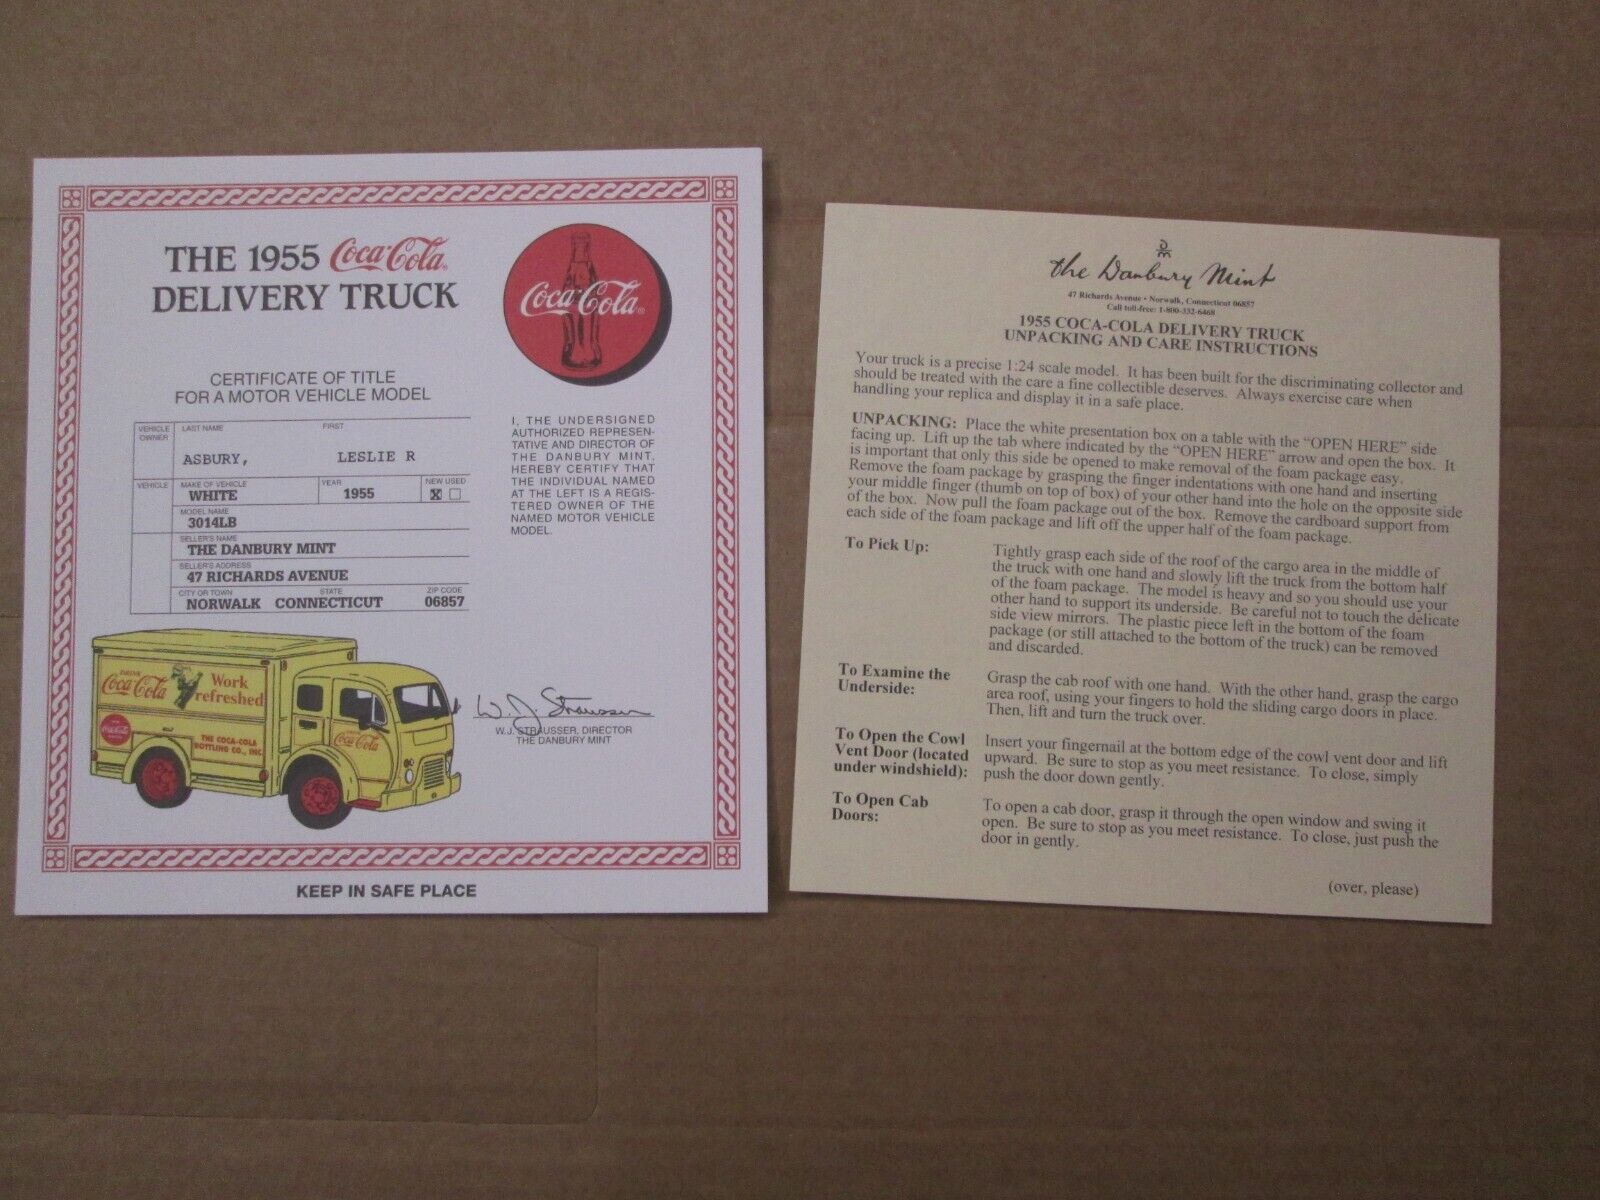 THE 1955 Coca-Cola
DELIVERY TRUCK
CERTIFICATE OF TITLE
FOR A MOTOR VEHICLE MODEL
Coca-Cola
VEHICLE
OWNER
LAST NAME FIRST
ASBURY, LESLIE R
VEHICLE
MAKE OF VEHICLE YEAR NEW USED
WHITE 1955 X
MODEL NAME
3014LB
SELLER'S NAME
THE DANBURY MINT
SELLER'S ADDRESS
47 RICHARDS AVENUE
CITY OR TOWN STATE ZIP CODE
NORWALK CONNECTICUT 06857
I, THE UNDERSIGNED
AUTHORIZED REPRESEN-
TATIVE AND DIRECTOR OF
THE DANBURY MINT,
HEREBY CERTIFY THAT
THE INDIVIDUAL NAMED
AT THE LEFT IS A REGIS-
TERED OWNER OF THE
NAMED MOTOR VEHICLE
MODEL.
DRINK
Coca-Cola
Work
refreshed
Coca-Cola
THE COCA-COLA
BOTTLING CO., INC.
Coca-Cola
W. J. Strausser
W.J. STRAUSSER, DIRECTOR
THE DANBURY MINT
KEEP IN SAFE PLACE
the Danbury Mint
47 Richards Avenue • Norwalk, Connecticut 06857
Call toll-free: 1-800-332-6468
1955 COCA-COLA DELIVERY TRUCK
UNPACKING AND CARE INSTRUCTIONS
Your truck is a precise 1:24 scale model. It has been built for the discriminating collector and
should be treated with the care a fine collectible deserves. Always exercise care when
handling your replica and display it in a safe place.
UNPACKING: Place the white presentation box on a table with the "OPEN HERE" side
facing up. Lift up the tab where indicated by the "OPEN HERE" arrow and open the box. It
is important that only this side be opened to make removal of the foam package easy.
Remove the foam package by grasping the finger indentations with one hand and inserting
your middle finger (thumb on top of box) of your other hand into the hole on the opposite side
of the box. Now pull the foam package out of the box. Remove the cardboard support from
each side of the foam package and lift off the upper half of the foam package.
To Pick Up:
Tightly grasp each side of the roof of the cargo area in the middle of
the truck with one hand and slowly lift the truck from the bottom half
of the foam package. The model is heavy and so you should use your
other hand to support its underside. Be careful not to touch the delicate
side view mirrors. The plastic piece left in the bottom of the foam
package (or still attached to the bottom of the truck) can be removed
and discarded.
To Examine the
Underside:
Grasp the cab roof with one hand. With the other hand, grasp the cargo
area roof, using your fingers to hold the sliding cargo doors in place.
Then, lift and turn the truck over.
To Open the Cowl
Vent Door (located
under windshield):
Insert your fingernail at the bottom edge of the cowl vent door and lift
upward. Be sure to stop as you meet resistance. To close, simply
push the door down gently.
To Open Cab
Doors:
To open a cab door, grasp it through the open window and swing it
open. Be sure to stop as you meet resistance. To close, just push the
door in gently.
(over, please)